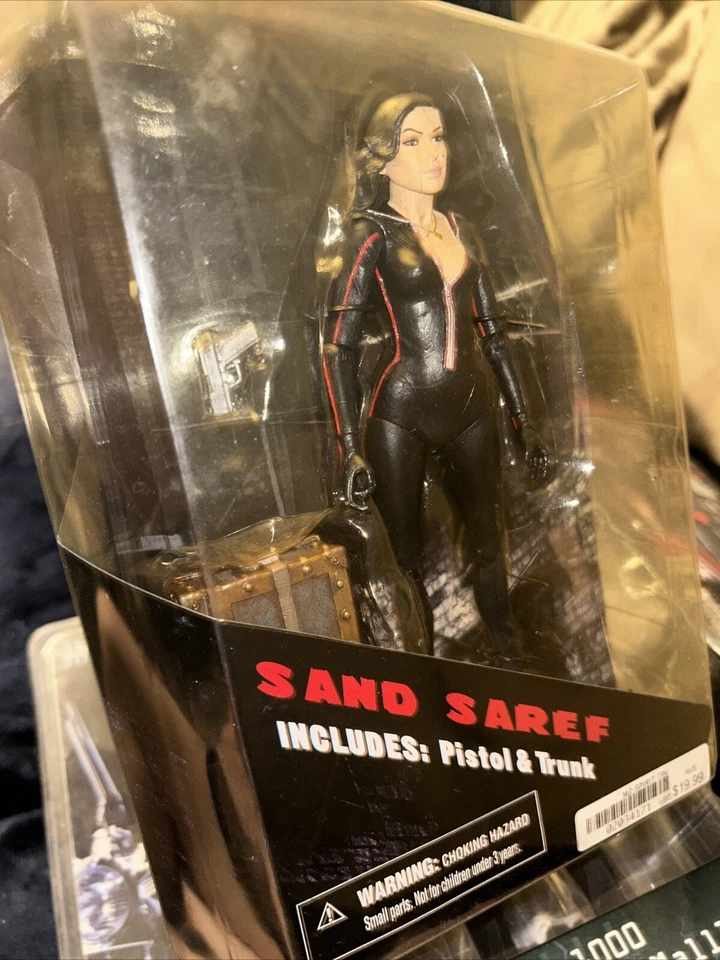 SAND SAREF
INCLUDES: Pistol & Trunk
$19.99
02034171
WARNING: CHOKING HAZARD
Small parts. Not for children under 3 years.
1000